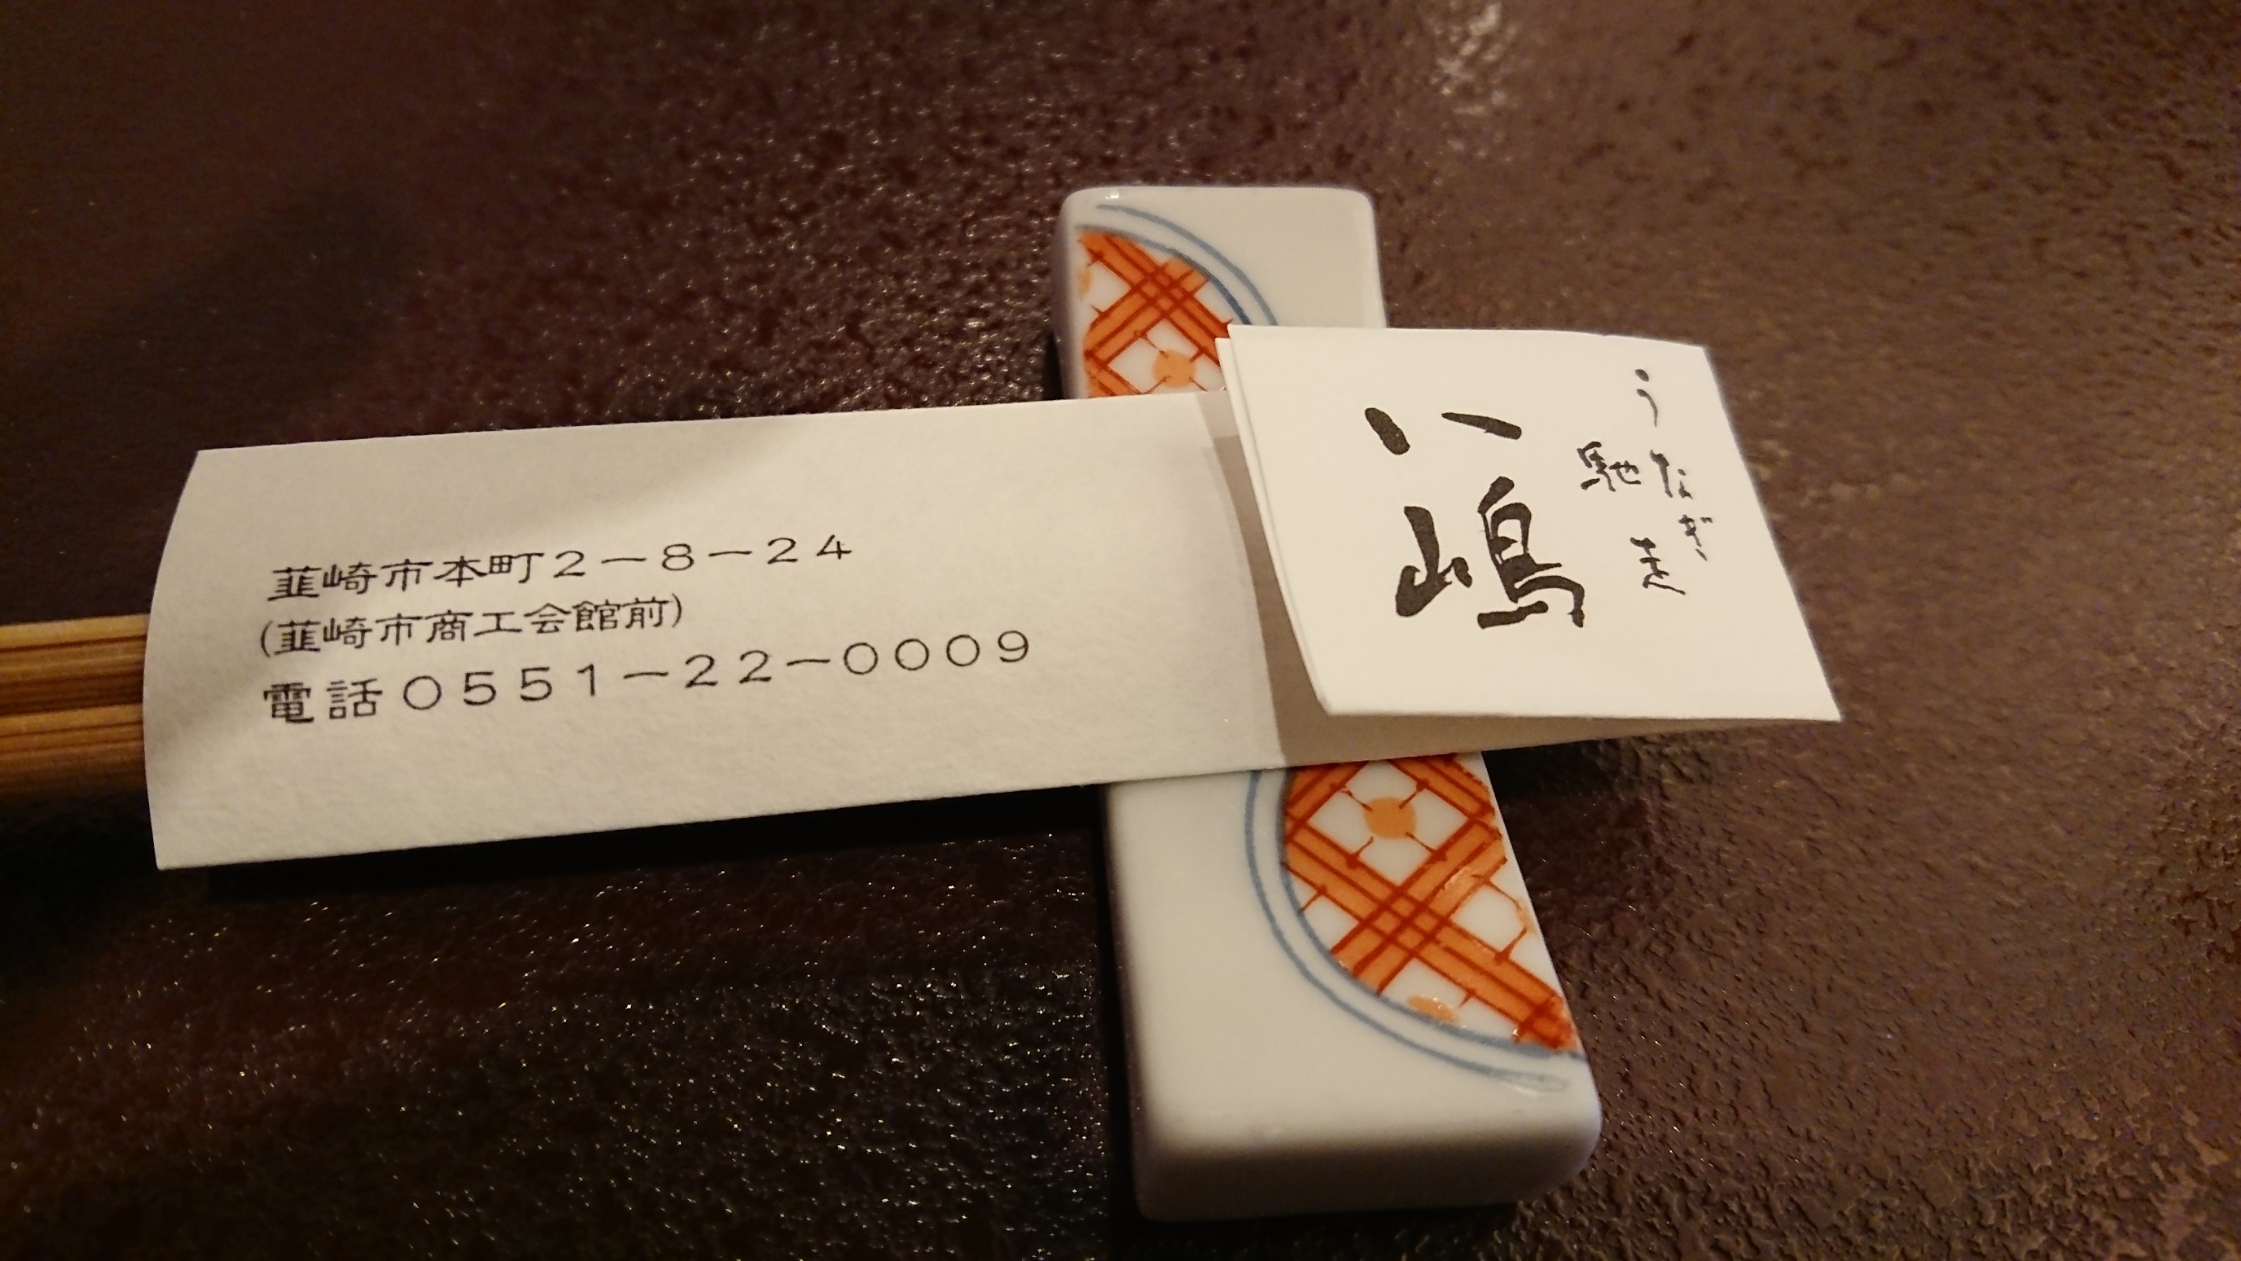 韮崎市本町2-8-24
(韮崎市商工会館前)
電話0551-22-0009
うなぎ
馳走
八嶋